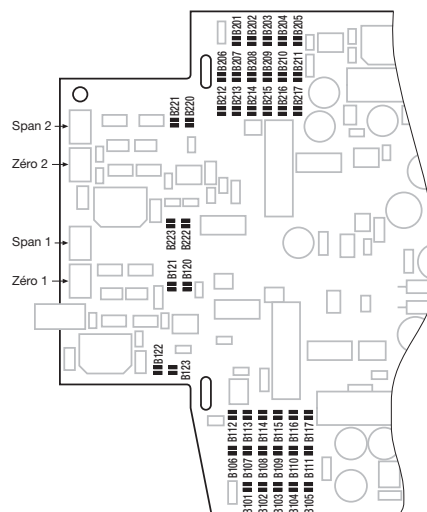 B201 B202 B203 B204 B205
B206 B207 B208 B209 B210 B211
B212 B213 B214 B215 B216 B217
B221 B220
Span 2
Zéro 2
B223 B222
Span 1
B121 B120
Zéro 1
B122 B123
B112 B113 B114 B115 B116 B117
B106 B107 B108 B109 B110 B111
B101 B102 B103 B104 B105